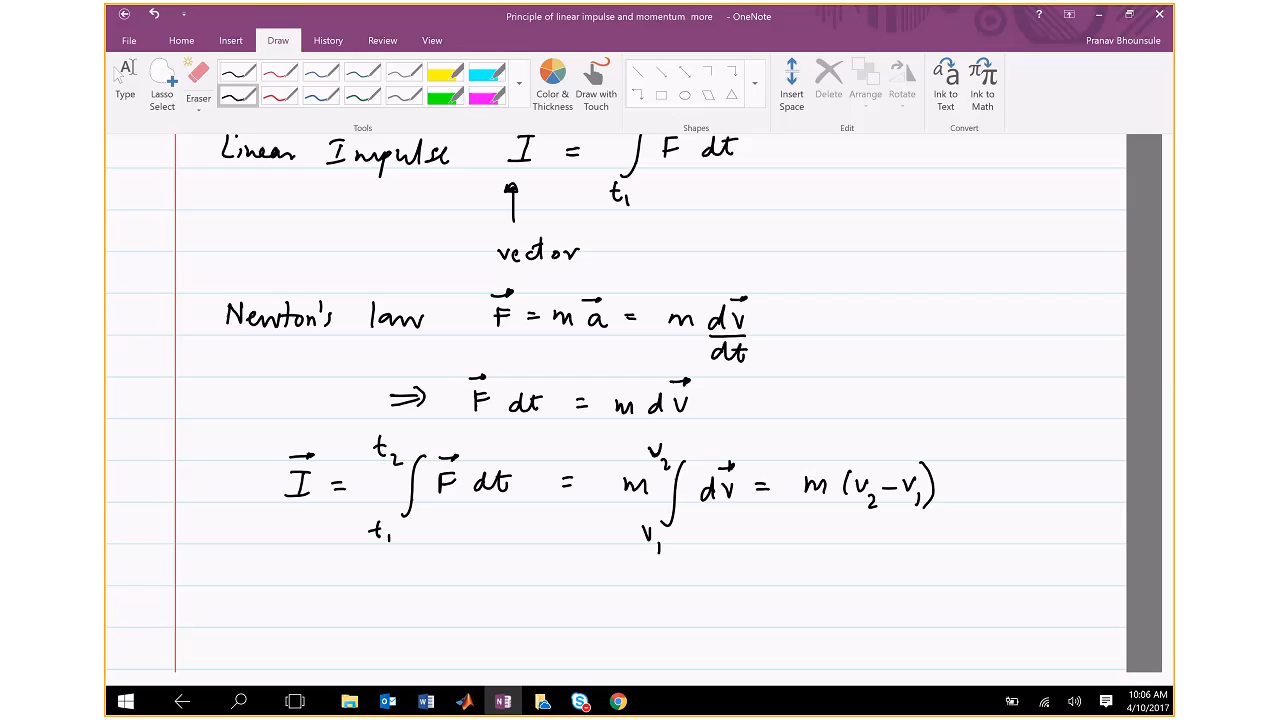 Principle of linear impulse and momentum more - OneNote
?
File Home Insert Draw History Review View
Pranav Bhounsule
Type
Lasso Select
Eraser
Color & Thickness
Draw with Touch
Insert Space
Delete
Arrange
Rotate
Ink to Text
Ink to Math
Tools Shapes Edit Convert
Linear Impulse I = ∫ F dt
t₁
vector
Newton's law F⃗ = m a⃗ = m dv⃗/dt
⇒ F⃗ dt = m dv⃗
I⃗ = ∫_{t₁}^{t₂} F⃗ dt = m ∫_{v₁}^{v₂} dv⃗ = m (v₂ - v₁)
10:06 AM
4/10/2017